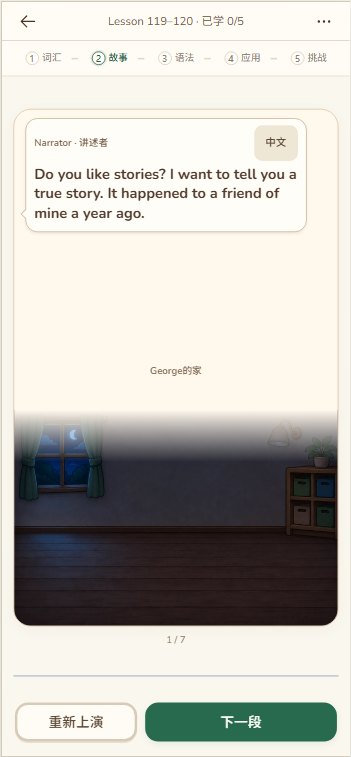 Lesson 119–120 · 已学 0/5
1 词汇 – 2 故事 – 3 语法 – 4 应用 – 5 挑战
Narrator · 讲述者
中文
Do you like stories? I want to tell you a
true story. It happened to a friend of
mine a year ago.
George的家
1 / 7
重新上演
下一段